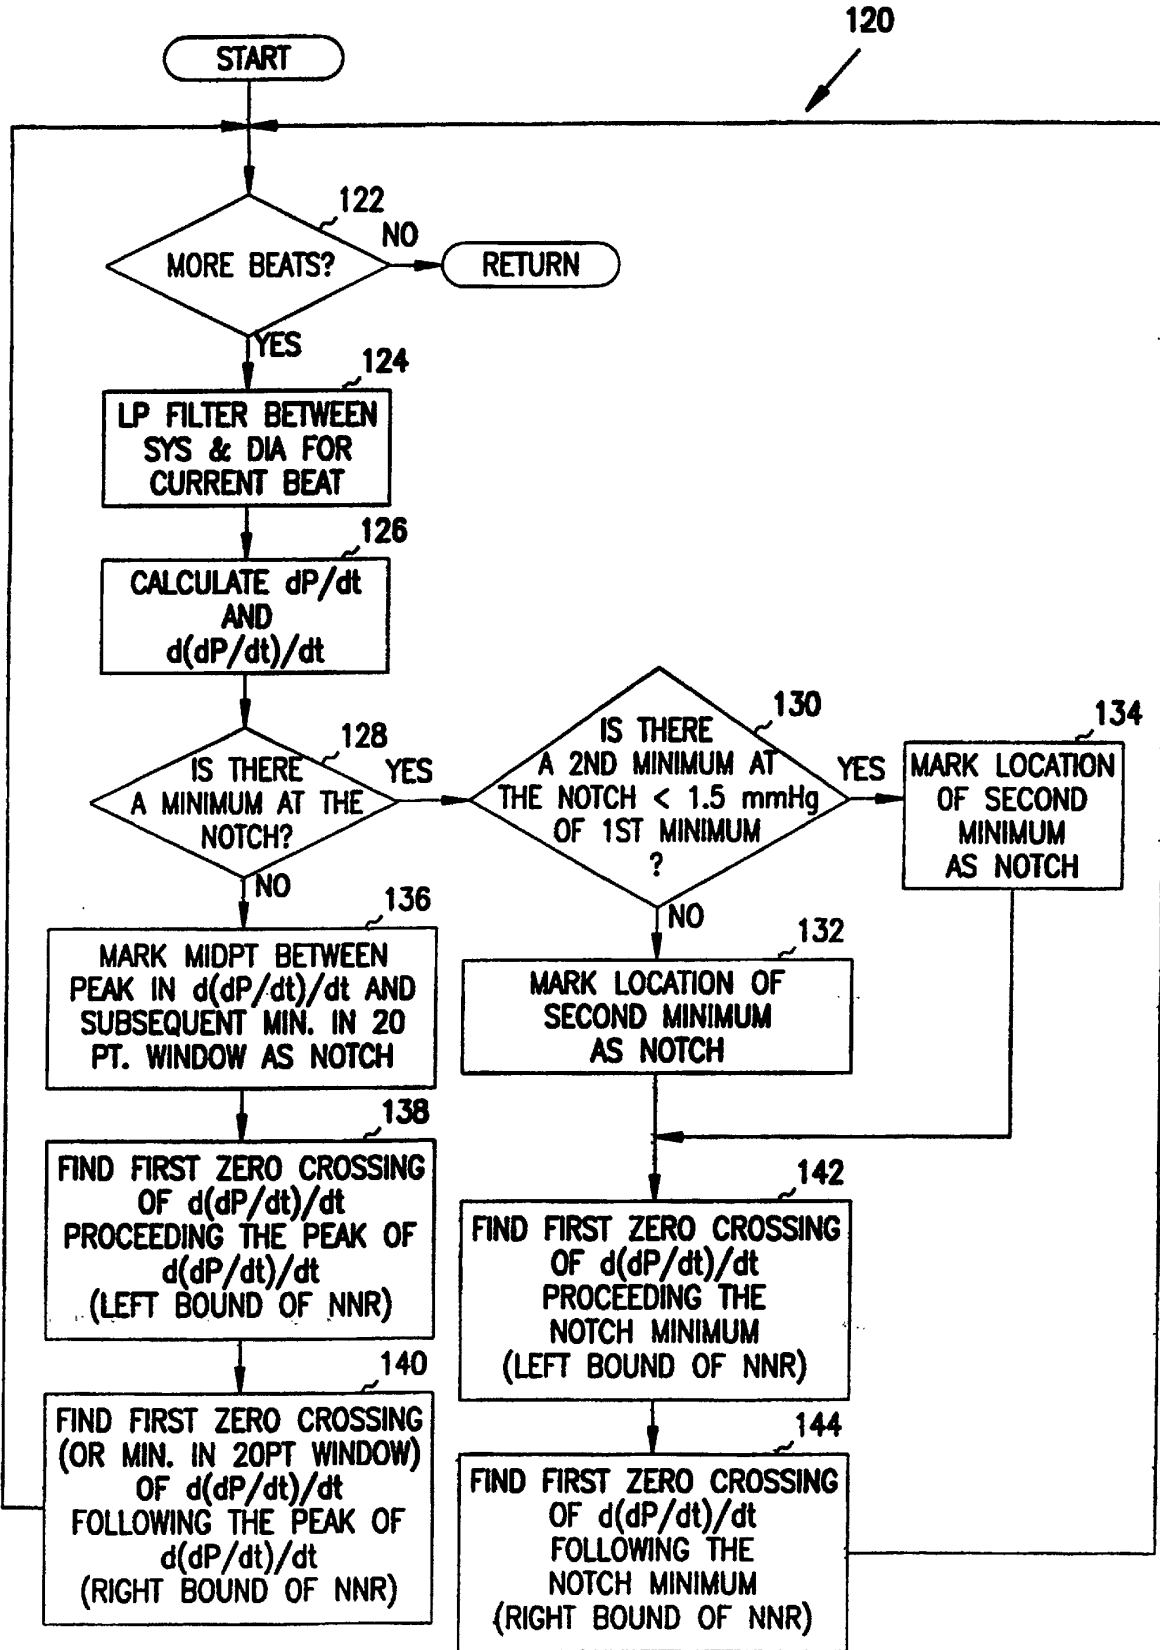 120
START
122
MORE BEATS?
NO
RETURN
YES
124
LP FILTER BETWEEN
SYS & DIA FOR
CURRENT BEAT
126
CALCULATE dP/dt
AND
d(dP/dt)/dt
128
IS THERE
A MINIMUM AT THE
NOTCH?
YES
130
IS THERE
A 2ND MINIMUM AT
THE NOTCH < 1.5 mmHg
OF 1ST MINIMUM
?
YES
134
MARK LOCATION
OF SECOND
MINIMUM
AS NOTCH
NO
136
MARK MIDPT BETWEEN
PEAK IN d(dP/dt)/dt AND
SUBSEQUENT MIN. IN 20
PT. WINDOW AS NOTCH
NO
132
MARK LOCATION OF
SECOND MINIMUM
AS NOTCH
138
FIND FIRST ZERO CROSSING
OF d(dP/dt)/dt
PROCEEDING THE PEAK OF
d(dP/dt)/dt
(LEFT BOUND OF NNR)
142
FIND FIRST ZERO CROSSING
OF d(dP/dt)/dt
PROCEEDING THE
NOTCH MINIMUM
(LEFT BOUND OF NNR)
140
FIND FIRST ZERO CROSSING
(OR MIN. IN 20PT WINDOW)
OF d(dP/dt)/dt
FOLLOWING THE PEAK OF
d(dP/dt)/dt
(RIGHT BOUND OF NNR)
144
FIND FIRST ZERO CROSSING
OF d(dP/dt)/dt
FOLLOWING THE
NOTCH MINIMUM
(RIGHT BOUND OF NNR)